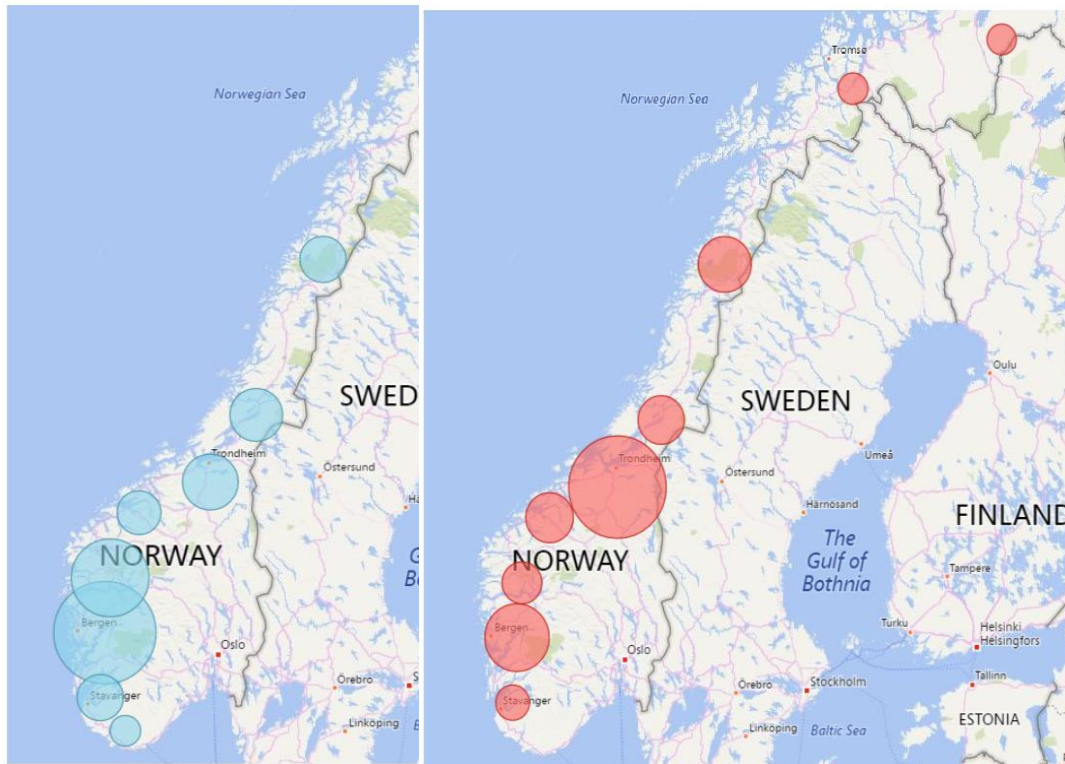 Norwegian Sea
SWED
Trondheim
Östersund
NORWAY
Bergen
Oslo
Stavanger
Örebro
Linköping
Tromsø
Norwegian Sea
Oulu
SWEDEN
Umeå
Trondheim
Östersund
Härnösand
FINLAND
The
Gulf of
Bothnia
NORWAY
Tampere
Bergen
Turku
Helsinki
Helsingfors
Oslo
Tallinn
Stockholm
Örebro
Stavanger
Linköping
Baltic Sea
ESTONIA